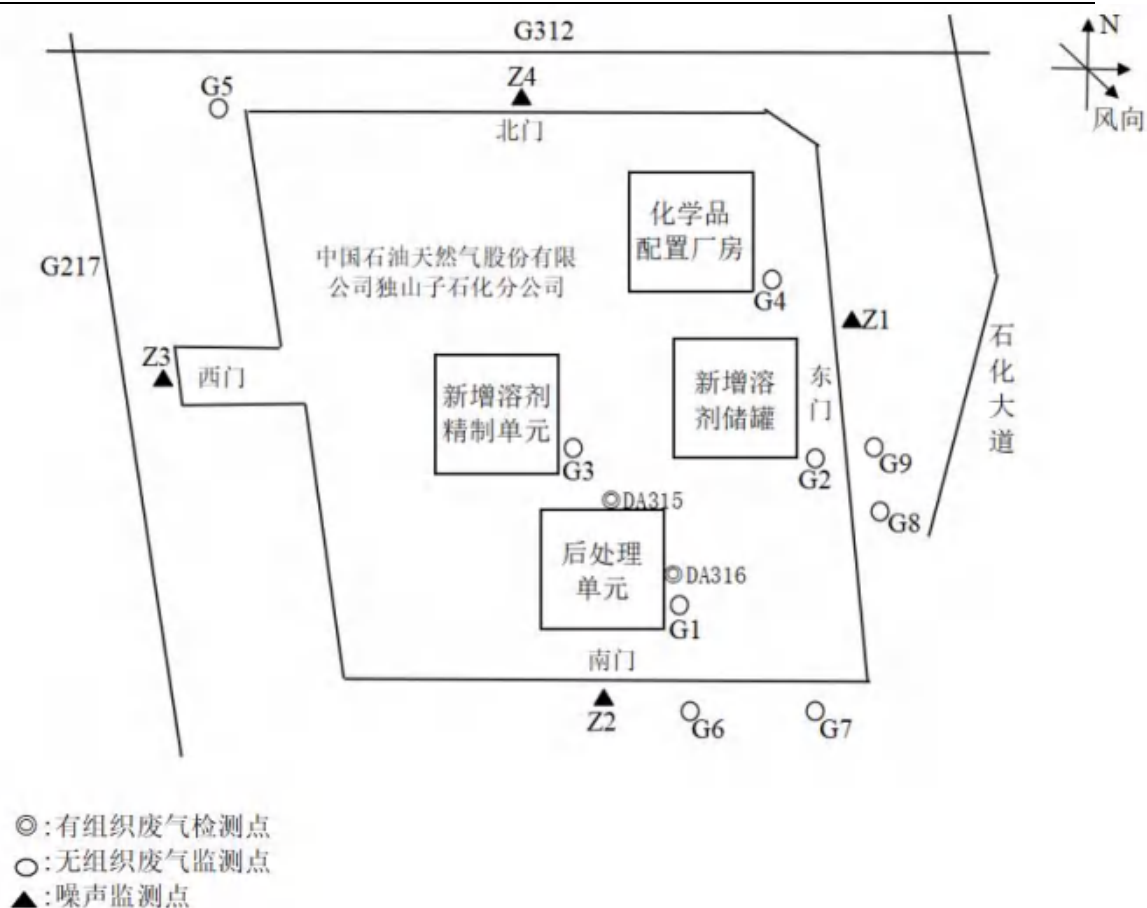 G312
N
风向
G5
Z4
北门
化学品
配置厂房
中国石油天然气股份有限
公司独山子石化分公司
G217
G4
Z1
石化大道
Z3
西门
新增溶剂
精制单元
新增溶
剂储罐
东门
G3
G2
G9
G8
DA315
后处理
单元
DA316
G1
南门
Z2
G6
G7
◎:有组织废气检测点
○:无组织废气监测点
▲:噪声监测点